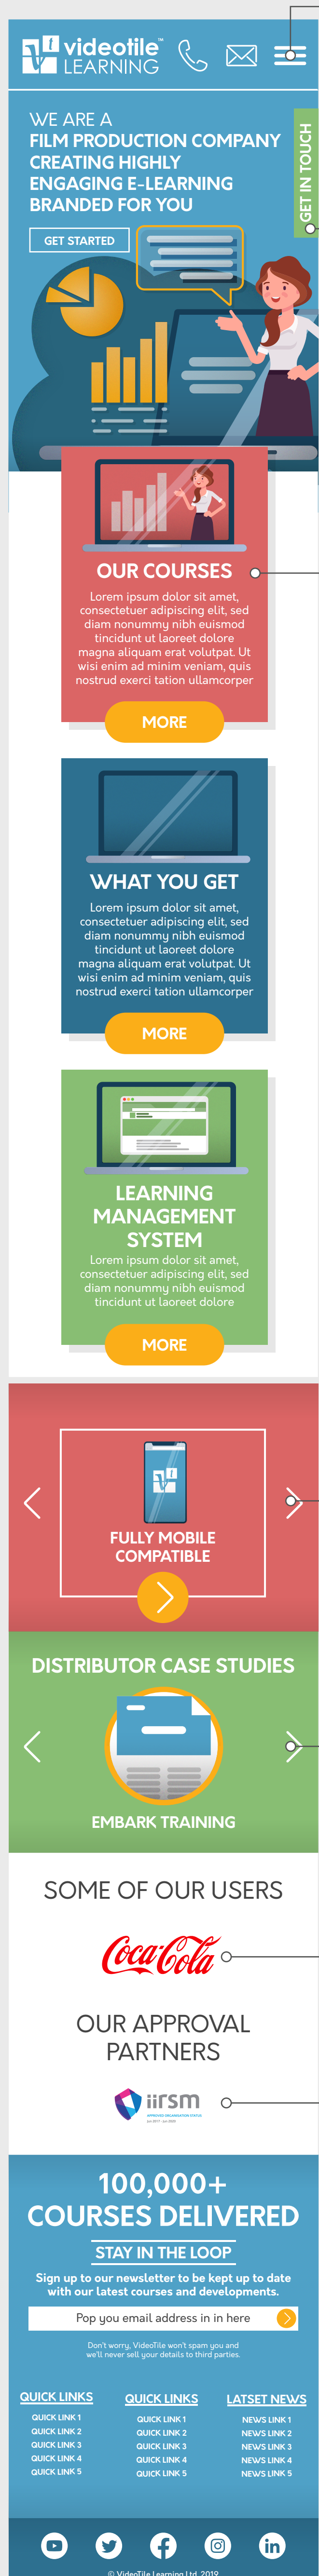 videotile™
LEARNING
WE ARE A
FILM PRODUCTION COMPANY
CREATING HIGHLY
ENGAGING E-LEARNING
BRANDED FOR YOU
GET IN TOUCH
GET STARTED
OUR COURSES
Lorem ipsum dolor sit amet,
consectetuer adipiscing elit, sed
diam nonummy nibh euismod
tincidunt ut laoreet dolore
magna aliquam erat volutpat. Ut
wisi enim ad minim veniam, quis
nostrud exerci tation ullamcorper
MORE
WHAT YOU GET
Lorem ipsum dolor sit amet,
consectetuer adipiscing elit, sed
diam nonummy nibh euismod
tincidunt ut laoreet dolore
magna aliquam erat volutpat. Ut
wisi enim ad minim veniam, quis
nostrud exerci tation ullamcorper
MORE
LEARNING
MANAGEMENT
SYSTEM
Lorem ipsum dolor sit amet,
consectetuer adipiscing elit, sed
diam nonummy nibh euismod
tincidunt ut laoreet dolore
MORE
FULLY MOBILE
COMPATIBLE
DISTRIBUTOR CASE STUDIES
EMBARK TRAINING
SOME OF OUR USERS
Coca-Cola
OUR APPROVAL
PARTNERS
iirsm
APPROVED ORGANISATION STATUS
100,000+
COURSES DELIVERED
STAY IN THE LOOP
Sign up to our newsletter to be kept up to date
with our latest courses and developments.
Pop you email address in in here
Don't worry, VideoTile won't spam you and
we'll never sell your details to third parties.
QUICK LINKS
QUICK LINK 1
QUICK LINK 2
QUICK LINK 3
QUICK LINK 4
QUICK LINK 5
QUICK LINKS
QUICK LINK 1
QUICK LINK 2
QUICK LINK 3
QUICK LINK 4
QUICK LINK 5
LATSET NEWS
NEWS LINK 1
NEWS LINK 2
NEWS LINK 3
NEWS LINK 4
NEWS LINK 5
© VideoTile Learning Ltd, 2019